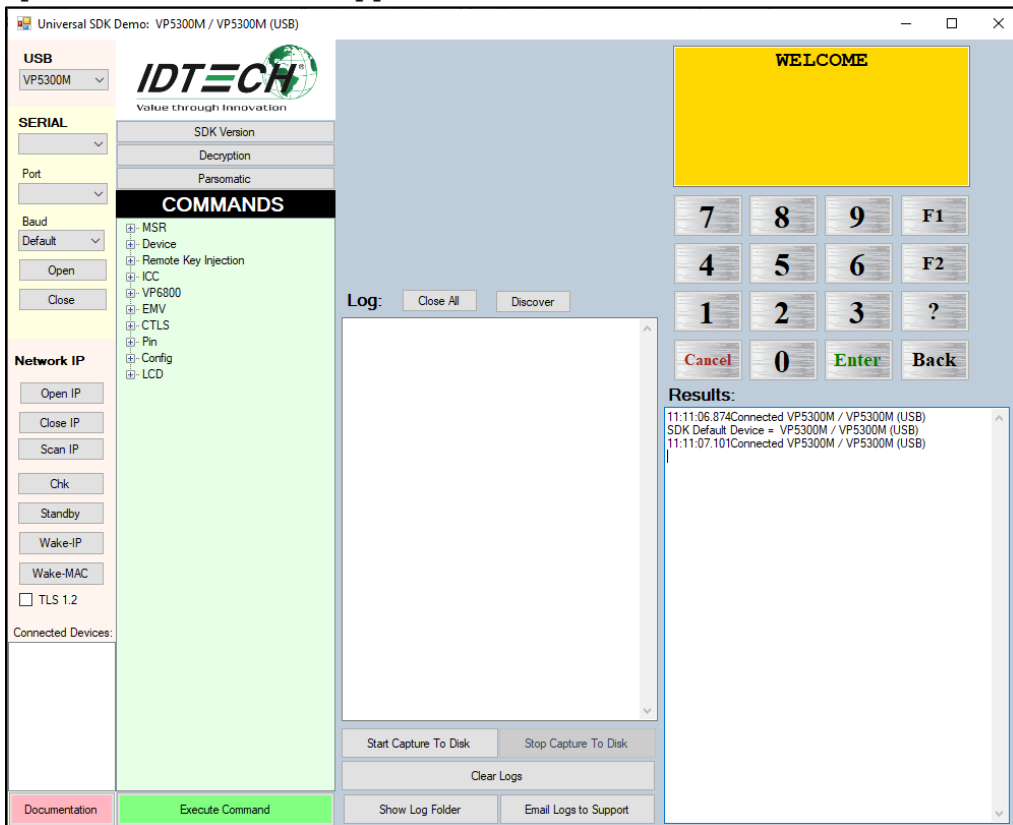 Universal SDK Demo: VP5300M / VP5300M (USB)
USB
VP5300M
SERIAL
Port
Baud
Default
Open
Close
Network IP
Open IP
Close IP
Scan IP
Chk
Standby
Wake-IP
Wake-MAC
TLS 1.2
Connected Devices:
Documentation
IDTECH®
Value through Innovation
SDK Version
Decryption
Parsomatic
COMMANDS
MSR
Device
Remote Key Injection
ICC
VP6800
EMV
CTLS
Pin
Config
LCD
Execute Command
Log: Close All Discover
Start Capture To Disk Stop Capture To Disk
Clear Logs
Show Log Folder Email Logs to Support
WELCOME
7 8 9 F1
4 5 6 F2
1 2 3 ?
Cancel 0 Enter Back
Results:
11:11:06.874Connected VP5300M / VP5300M (USB)
SDK Default Device = VP5300M / VP5300M (USB)
11:11:07.101Connected VP5300M / VP5300M (USB)